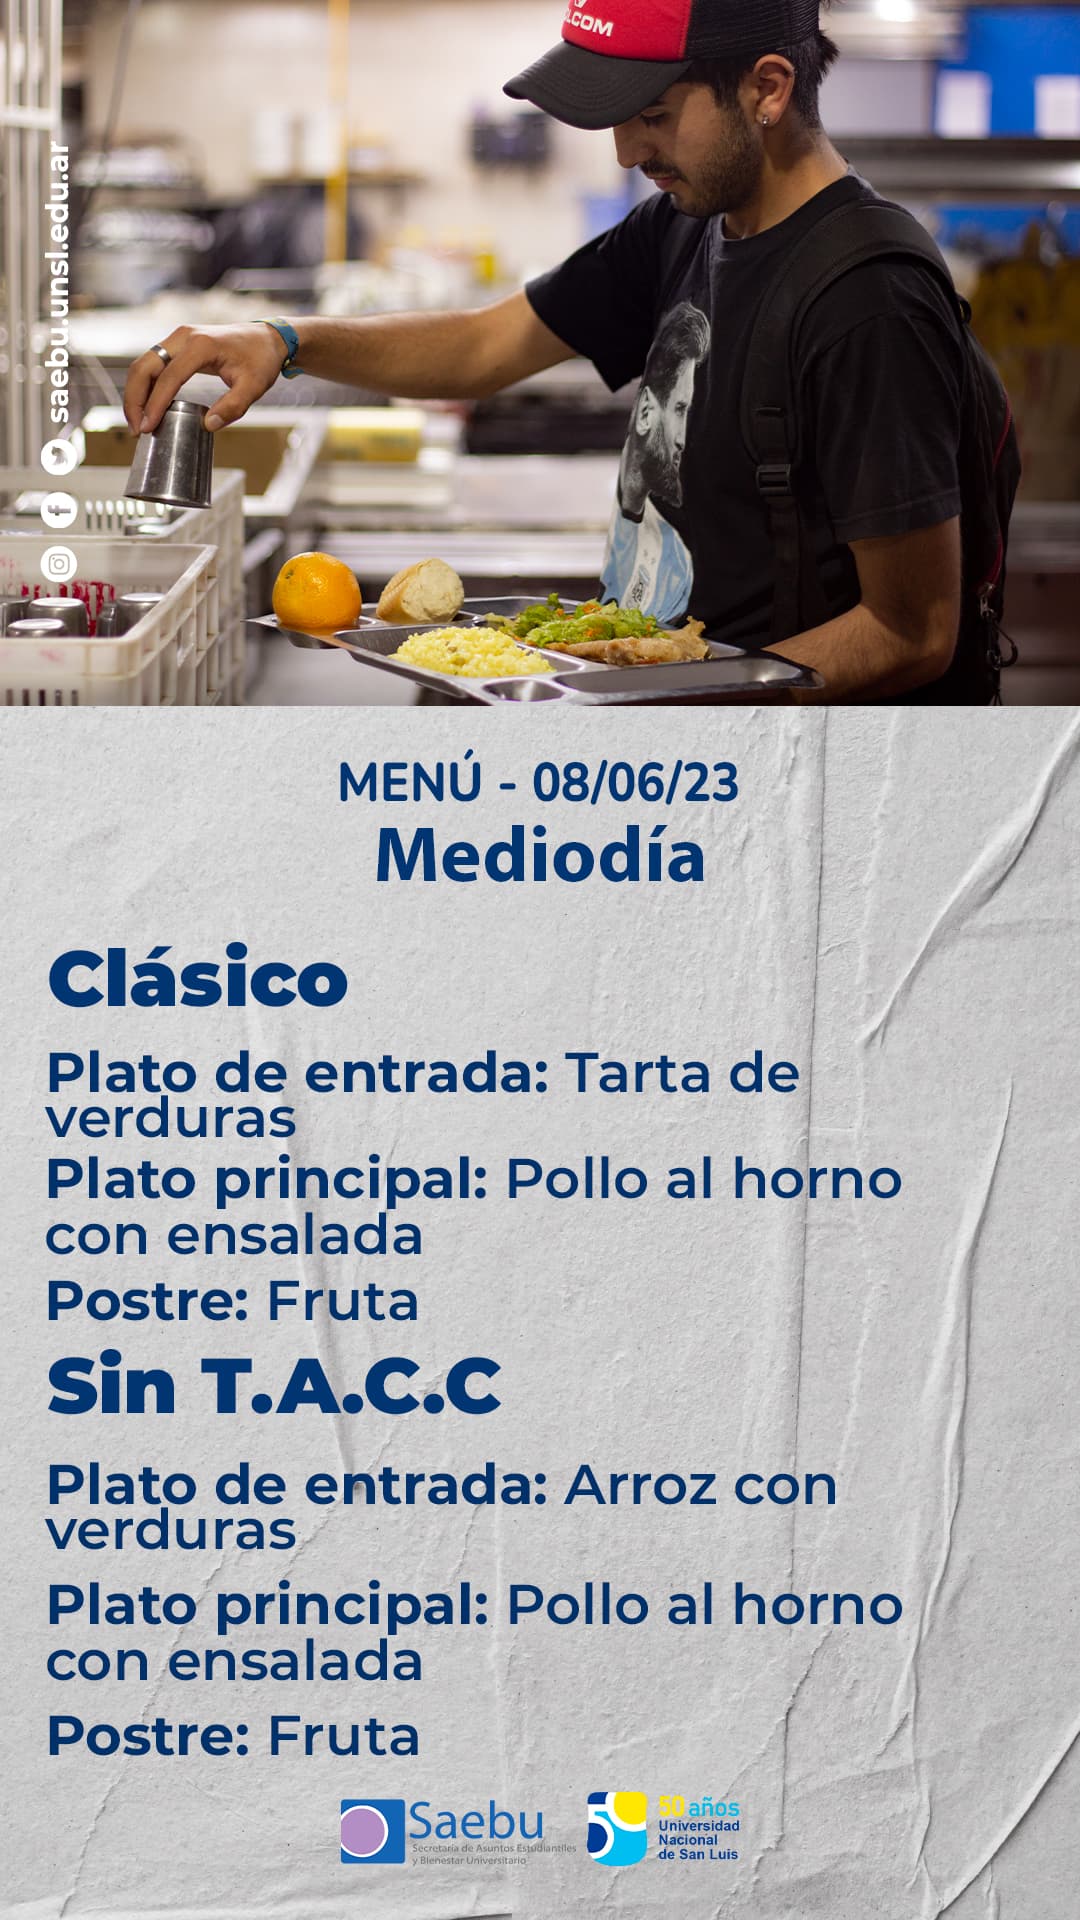 .COM
saebu.unsl.edu.ar
MENÚ - 08/06/23
Mediodía
Clásico
Plato de entrada: Tarta de
verduras
Plato principal: Pollo al horno
con ensalada
Postre: Fruta
Sin T.A.C.C
Plato de entrada: Arroz con
verduras
Plato principal: Pollo al horno
con ensalada
Postre: Fruta
Saebu
Secretaría de Asuntos Estudiantiles
y Bienestar Universitario
50 años
Universidad
Nacional
de San Luis